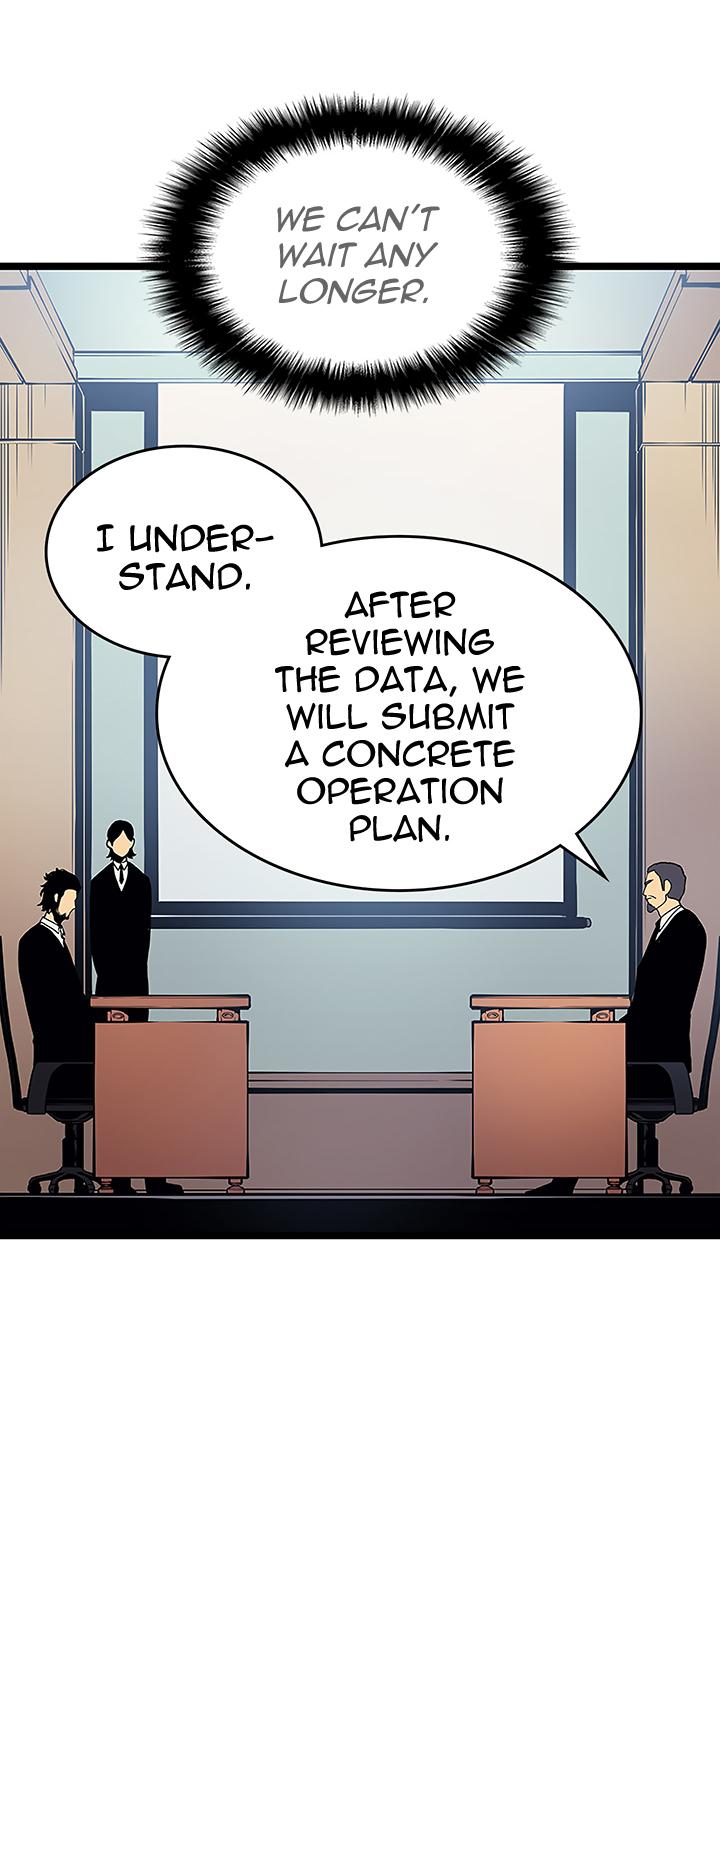 WE CAN'T
WAIT ANY
LONGER.
I UNDER-
STAND.
AFTER
REVIEWING
THE DATA, WE
WILL SUBMIT
A CONCRETE
OPERATION
PLAN.